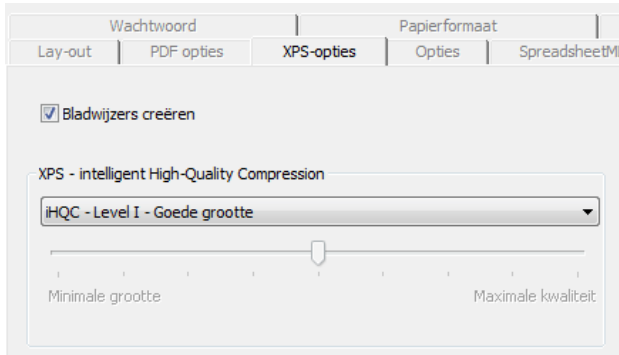 Wachtwoord Papierformaat
Lay-out PDF opties XPS-opties Opties SpreadsheetM
Bladwijzers creëren
XPS - intelligent High-Quality Compression
iHQC - Level I - Goede grootte
Minimale grootte Maximale kwaliteit